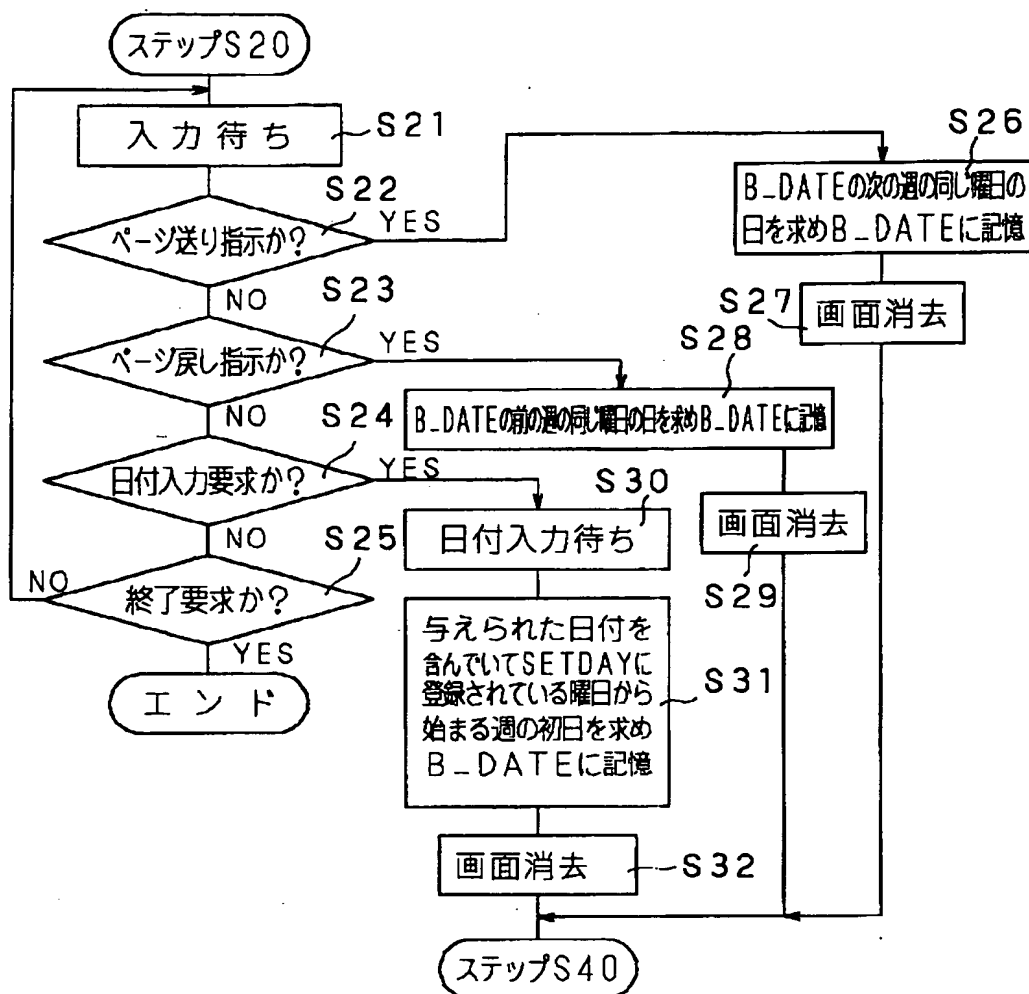 ステップS20
入力待ち
S21
S22
ページ送り指示か?
YES
NO
S26
B_DATEの次の週の同じ曜日の
日を求めB_DATEに記憶
S27
画面消去
S23
ページ戻し指示か?
YES
NO
S28
B_DATEの前の週の同じ曜日の日を求めB_DATEに記憶
S24
日付入力要求か?
YES
NO
S30
日付入力待ち
画面消去
S29
S25
NO
終了要求か?
YES
エンド
与えられた日付を
含んでいてSETDAYに
登録されている曜日から
始まる週の初日を求め
B_DATEに記憶
S31
画面消去
S32
ステップS40